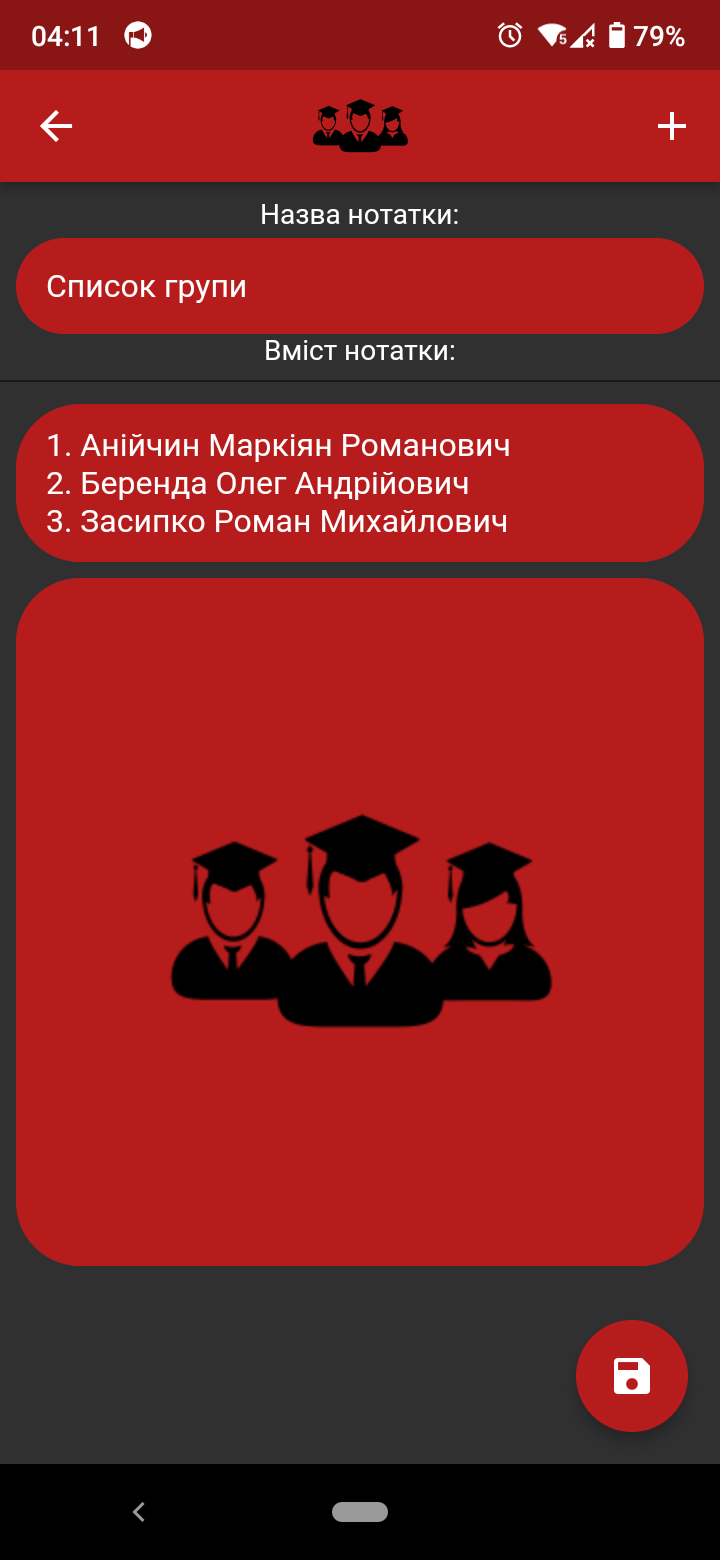 04:11
5
79%
Назва нотатки:
Список групи
Вміст нотатки:
1. Анійчин Маркіян Романович
2. Беренда Олег Андрійович
3. Засипко Роман Михайлович